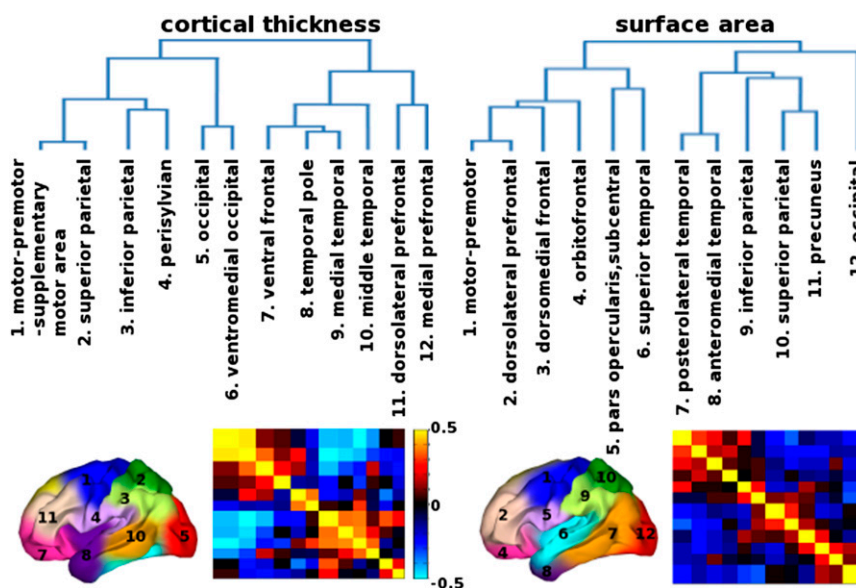 cortical thickness
surface area
1. motor-premotor
-supplementary
motor area
2. superior parietal
3. inferior parietal
4. perisylvian
5. occipital
6. ventromedial occipital
7. ventral frontal
8. temporal pole
9. medial temporal
10. middle temporal
11. dorsolateral prefrontal
12. medial prefrontal
1. motor-premotor
2. dorsolateral prefrontal
3. dorsomedial frontal
4. orbitofrontal
5. pars opercularis,subcentral
6. superior temporal
7. posterolateral temporal
8. anteromedial temporal
9. inferior parietal
10. superior parietal
11. precuneus
12. occipital
1
2
3
4
11
10
5
7
8
0.5
0
-0.5
1
10
9
2
5
6
7
12
4
8